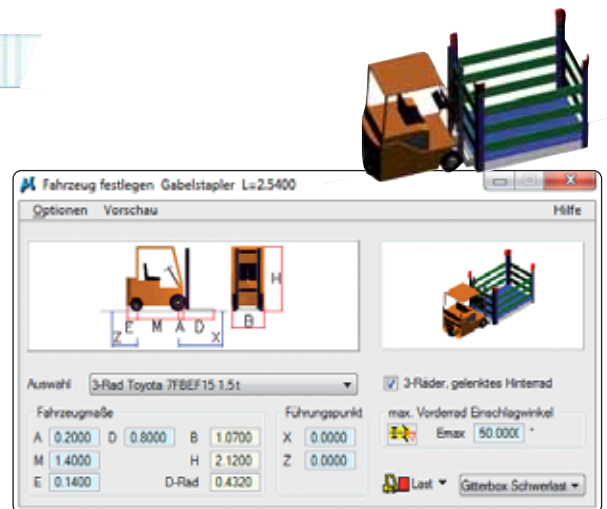 Fahrzeug festlegen Gabelstapler L=2.5400
Optionen Vorschau Hilfe
H
E M A D
Z X B
Auswahl 3-Rad Toyota 7FBEF15 1,5t
3-Räder, gelenktes Hinterrad
Fahrzeugmaße Führungspunkt max. Vorderrad Einschlagwinkel
A 0.2000 D 0.8000 B 1.0700 X 0.0000 Emax 50.000( °
M 1.4000 H 2.1200 Z 0.0000
E 0.1400 D-Rad 0.4320 Last Gitterbox Schwerlast